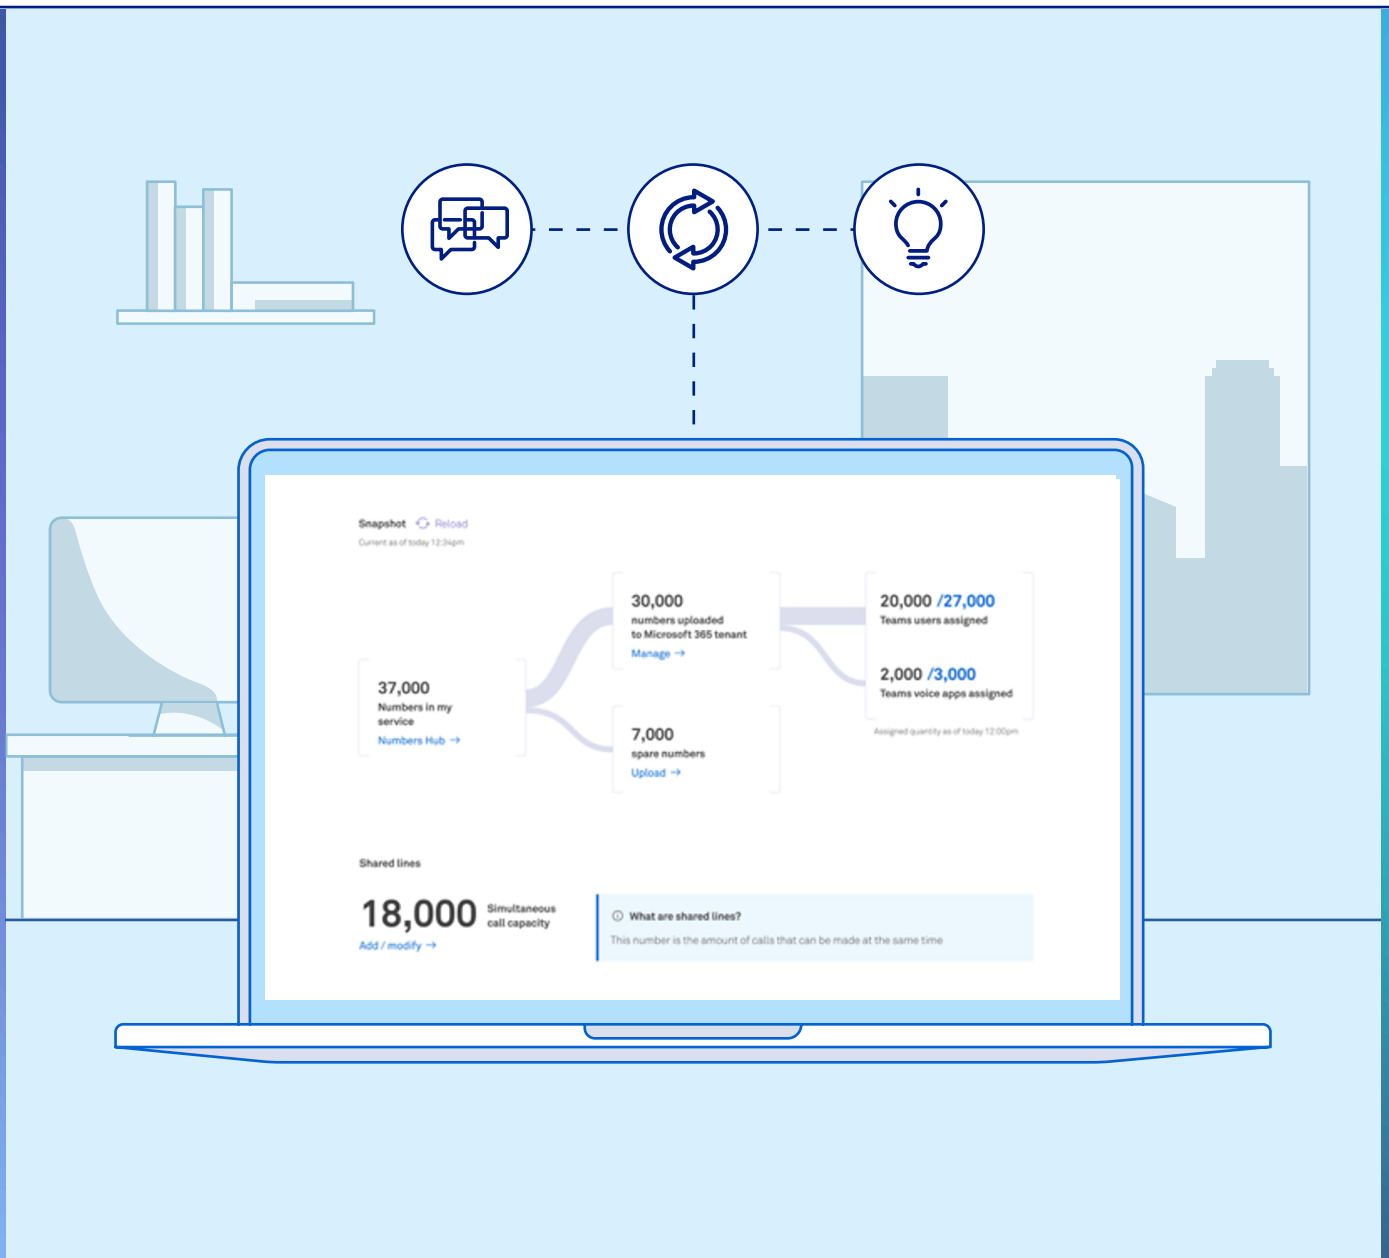 Snapshot Reload
Current as of today 12:34pm
37,000
Numbers in my
service
Numbers Hub →
30,000
numbers uploaded
to Microsoft 365 tenant
Manage →
7,000
spare numbers
Upload →
20,000 /27,000
Teams users assigned
2,000 /3,000
Teams voice apps assigned
Assigned quantity as of today 12:00pm
Shared lines
18,000
Simultaneous
call capacity
Add / modify →
What are shared lines?
This number is the amount of calls that can be made at the same time